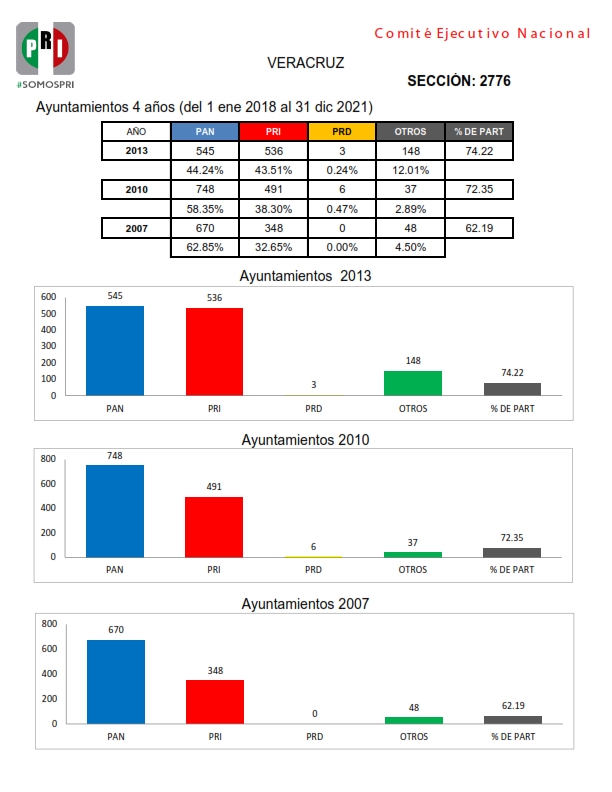 Comité Ejecutivo Nacional
PRI
#SOMOSPRI
VERACRUZ
SECCIÓN: 2776
Ayuntamientos 4 años (del 1 ene 2018 al 31 dic 2021)
AÑO PAN PRI PRD OTROS % DE PART
2013 545 536 3 148 74.22
44.24% 43.51% 0.24% 12.01%
2010 748 491 6 37 72.35
58.35% 38.30% 0.47% 2.89%
2007 670 348 0 48 62.19
62.85% 32.65% 0.00% 4.50%
Ayuntamientos 2013
600
500
400
300
200
100
0
545 536 3 148 74.22
PAN PRI PRD OTROS % DE PART
Ayuntamientos 2010
800
600
400
200
0
748 491 6 37 72.35
PAN PRI PRD OTROS % DE PART
Ayuntamientos 2007
800
600
400
200
0
670 348 0 48 62.19
PAN PRI PRD OTROS % DE PART